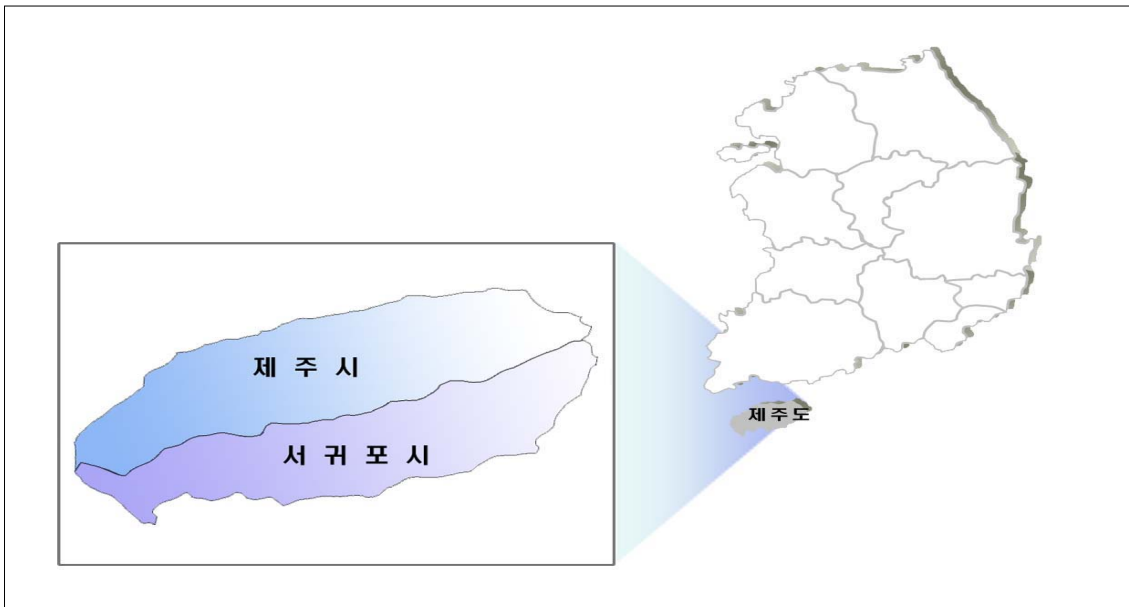 제 주 시
제 주 도
서 귀 포 시